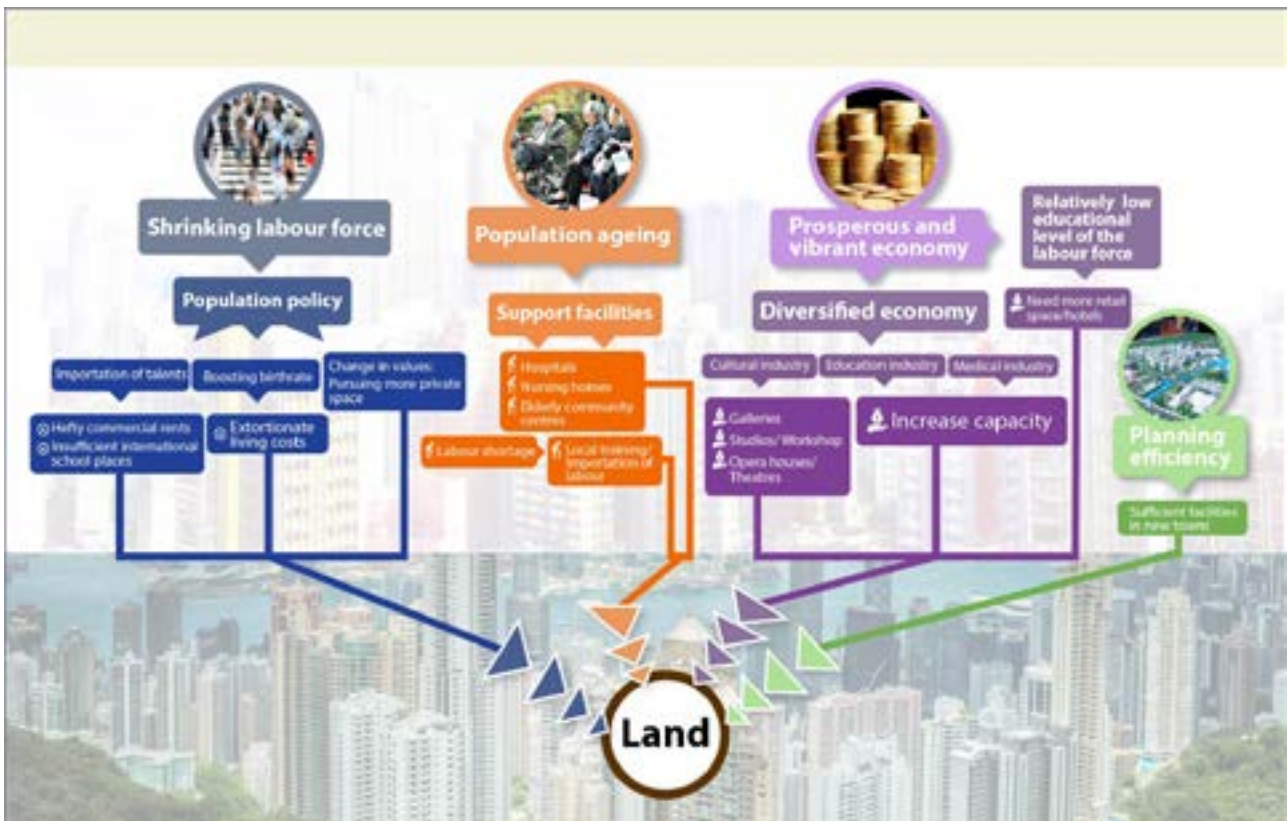 Shrinking labour force
Population policy
Importation of talents
Boosting birthrate
Change in values:
Pursuing more private
space
Hefty commercial rents
Insufficient international
school places
Extortionate
living costs
Population ageing
Support facilities
Hospitals
Nursing homes
Elderly community
centres
Labour shortage
Local training/
Importation of
labour
Prosperous and
vibrant economy
Diversified economy
Cultural industry
Education industry
Medical industry
Galleries
Studios/ Workshop
Opera houses/
Theatres
Increase capacity
Relatively low
educational
level of the
labour force
Need more retail
space/hotels
Planning
efficiency
Sufficient facilities
in new towns
Land